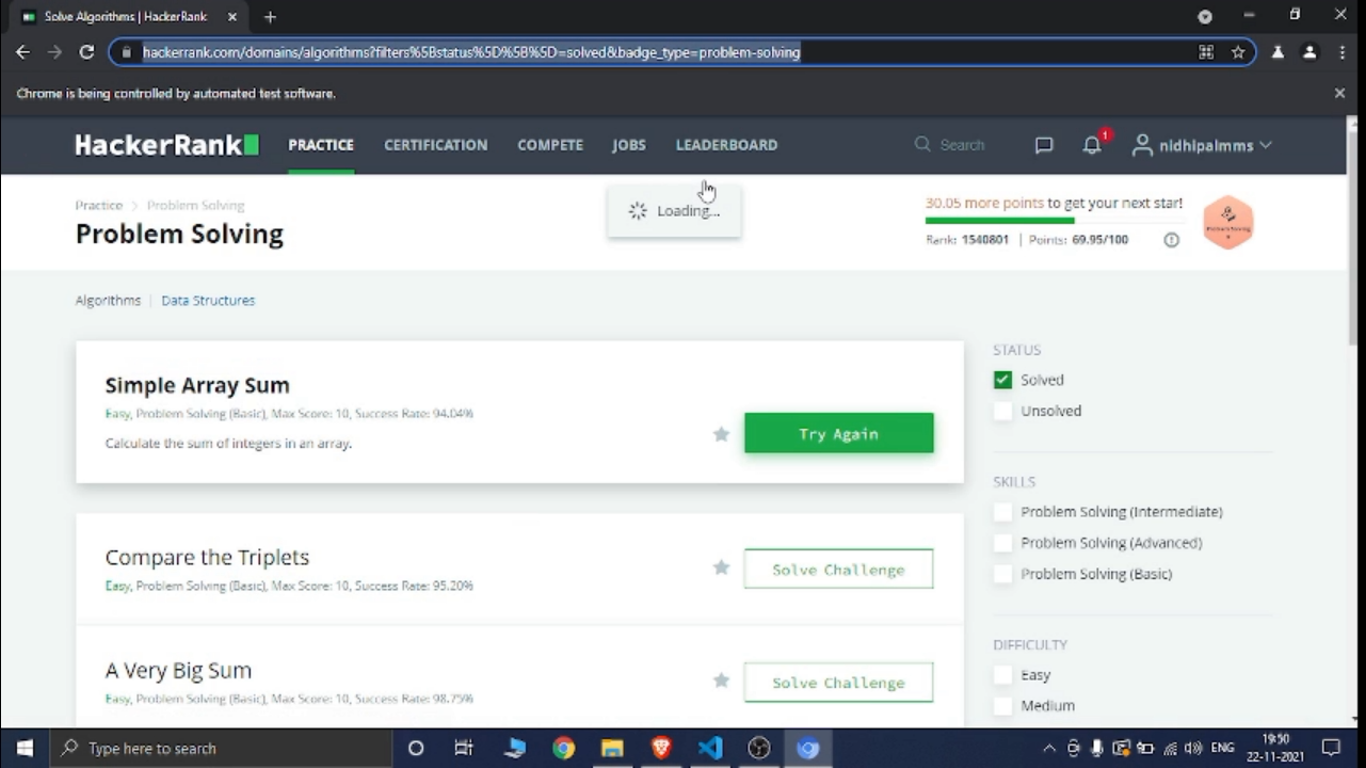 Solve Algorithms | HackerRank
hackerrank.com/domains/algorithms?filters%5Bstatus%5D%5B%5D=solved&badge_type=problem-solving
Chrome is being controlled by automated test software.
HackerRank PRACTICE CERTIFICATION COMPETE JOBS LEADERBOARD Search 1 nidhipalmms
Practice > Problem Solving
Problem Solving
Loading...
30.05 more points to get your next star!
Rank: 1540801 | Points: 69.95/100
Problem Solving
Algorithms | Data Structures
Simple Array Sum
Easy, Problem Solving (Basic), Max Score: 10, Success Rate: 94.04%
Calculate the sum of integers in an array.
Try Again
Compare the Triplets
Easy, Problem Solving (Basic), Max Score: 10, Success Rate: 95.20%
Solve Challenge
A Very Big Sum
Easy, Problem Solving (Basic), Max Score: 10, Success Rate: 98.75%
Solve Challenge
STATUS
Solved
Unsolved
SKILLS
Problem Solving (Intermediate)
Problem Solving (Advanced)
Problem Solving (Basic)
DIFFICULTY
Easy
Medium
Type here to search
ENG
19:50
22-11-2021